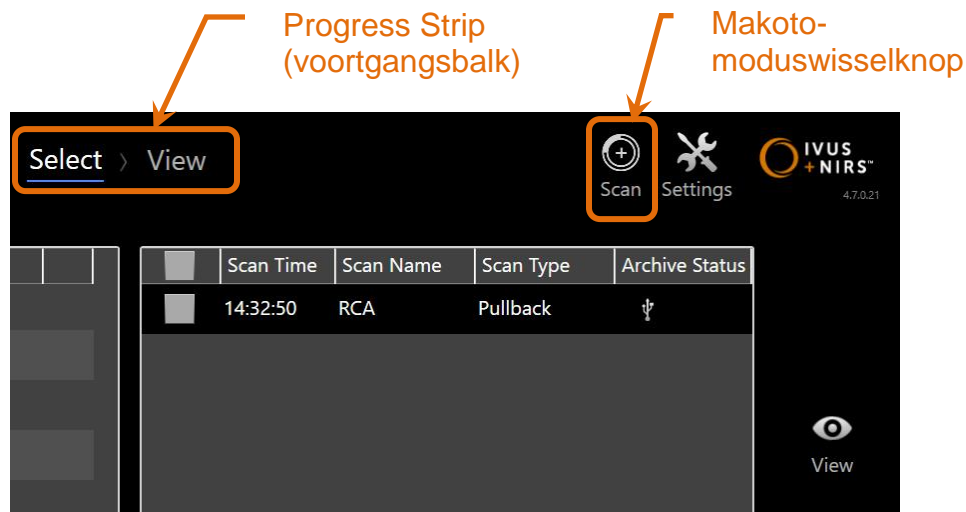 Progress Strip
(voortgangsbalk)
Makoto-
moduswisselknop
Select > View
Scan
Settings
IVUS
+NIRS™
4.7.0.21
Scan Time Scan Name Scan Type Archive Status
14:32:50 RCA Pullback
View